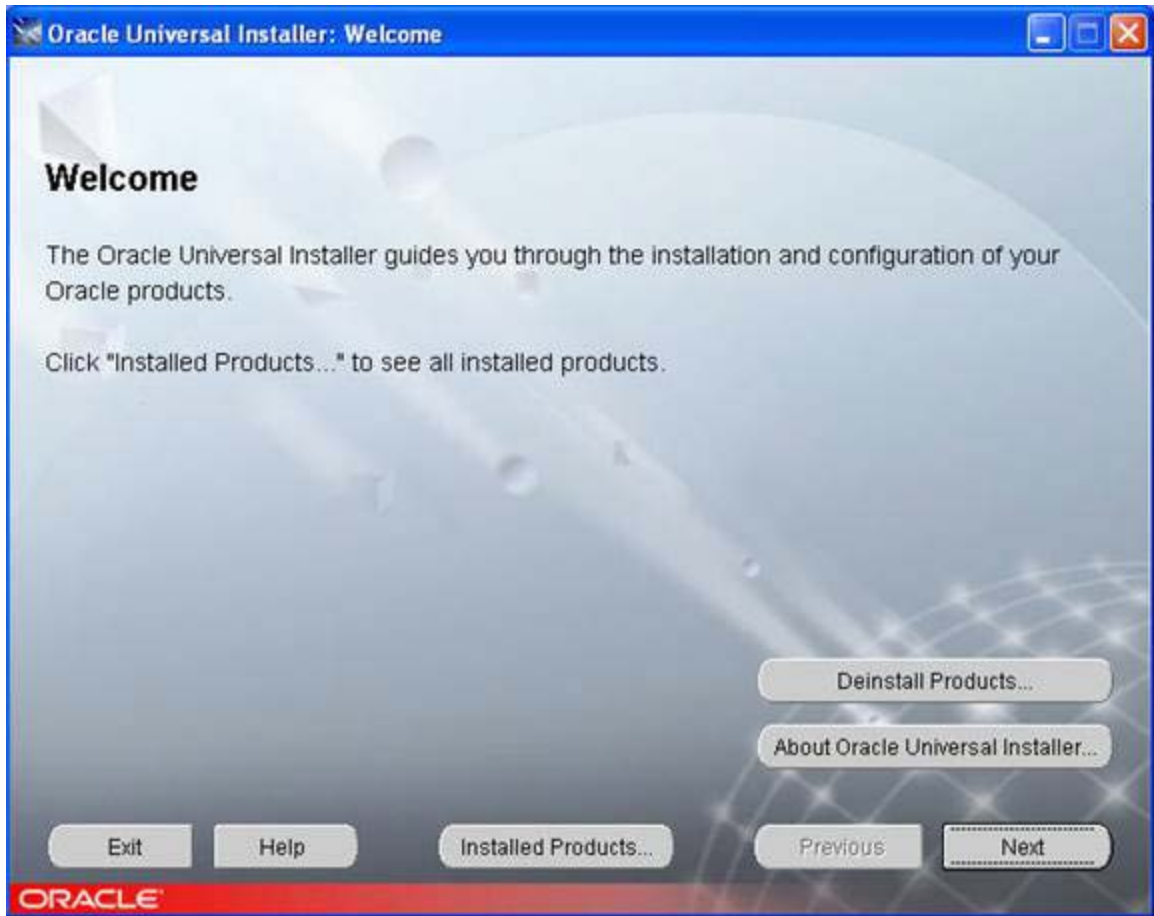 Oracle Universal Installer: Welcome
Welcome
The Oracle Universal Installer guides you through the installation and configuration of your
Oracle products.
Click "Installed Products..." to see all installed products.
Deinstall Products...
About Oracle Universal Installer...
Exit Help Installed Products... Previous Next
ORACLE